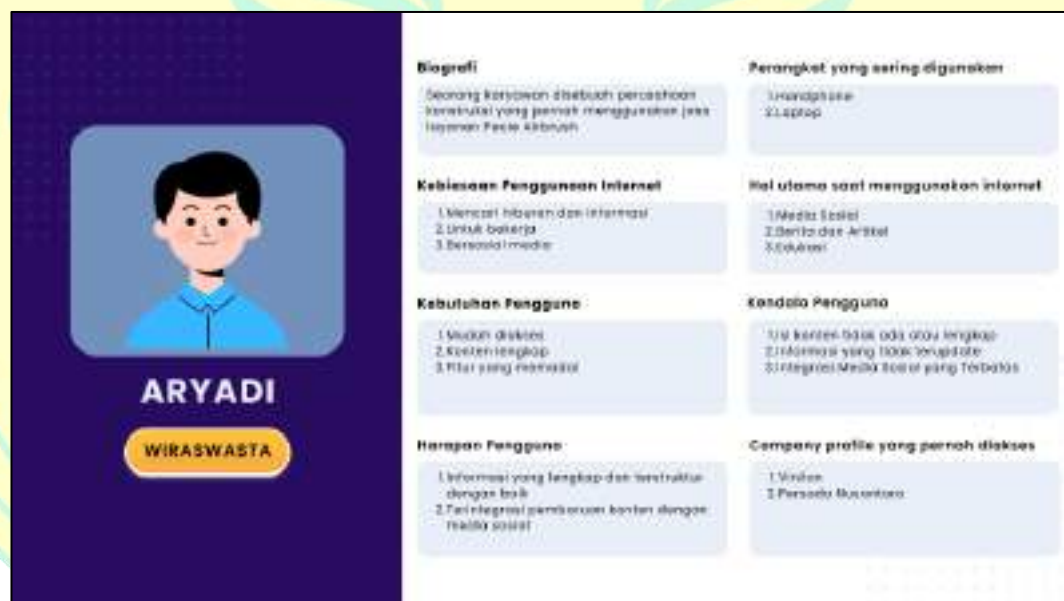 ARYADI
WIRASWASTA
Biografi
Seorang karyawan disebuah perusahaan
konstruksi yang pernah menggunakan jasa
layanan Pacie Airbrush
Kebiasaan Penggunaan Internet
1.Mencari hiburan dan informasi
2.Untuk bekerja
3.Bersosial media
Kebutuhan Pengguna
1.Mudah diakses
2.Konten lengkap
3.Fitur yang memadai
Harapan Pengguna
1.Informasi yang lengkap dan terstruktur
dengan baik
2.Terintegrasi pembaruan konten dengan
media sosial
Perangkat yang sering digunakan
1.Handphone
2.Laptop
Hal utama saat menggunakan internet
1.Media Sosial
2.Berita dan Artikel
3.Edukasi
Kendala Pengguna
1.Isi konten tidak ada atau lengkap
2.Informasi yang tidak terupdate
3.Integrasi Media Sosial yang Terbatas
Company profile yang pernah diakses
1.
2.Persada Nusantara